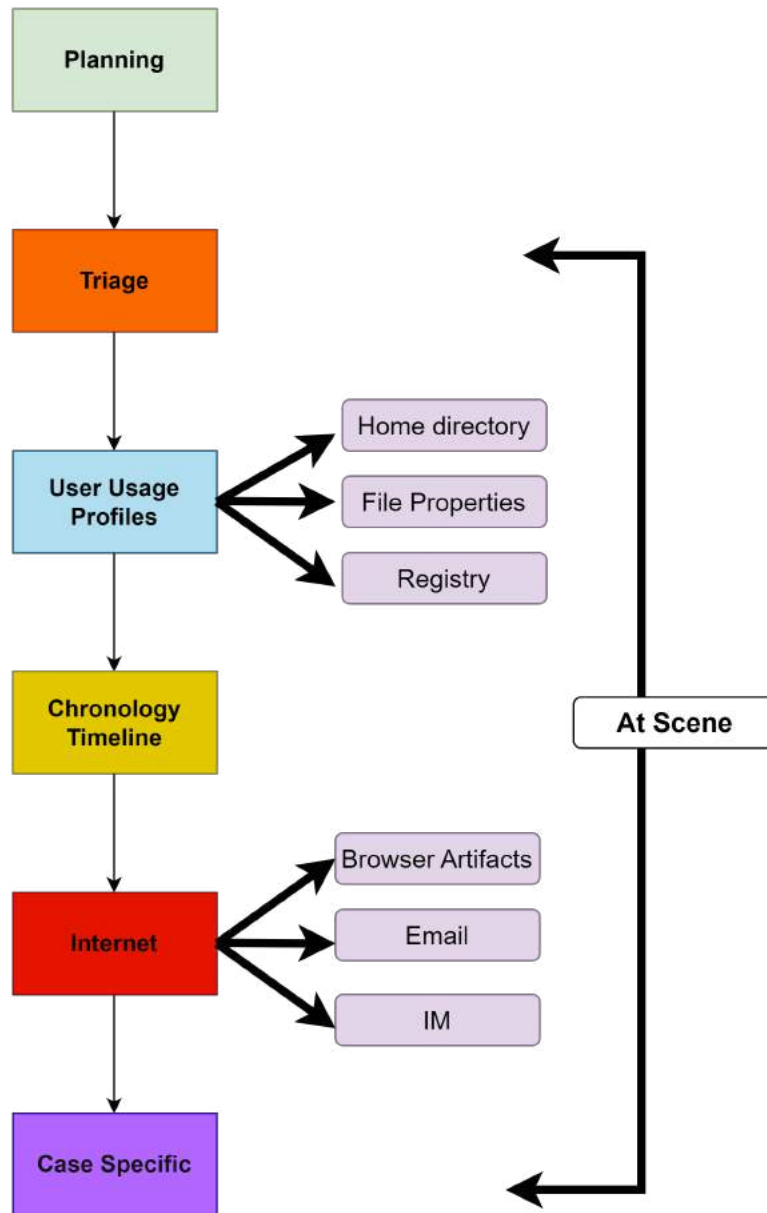 Planning
Triage
User Usage
Profiles
Home directory
File Properties
Registry
Chronology
Timeline
At Scene
Internet
Browser Artifacts
Email
IM
Case Specific